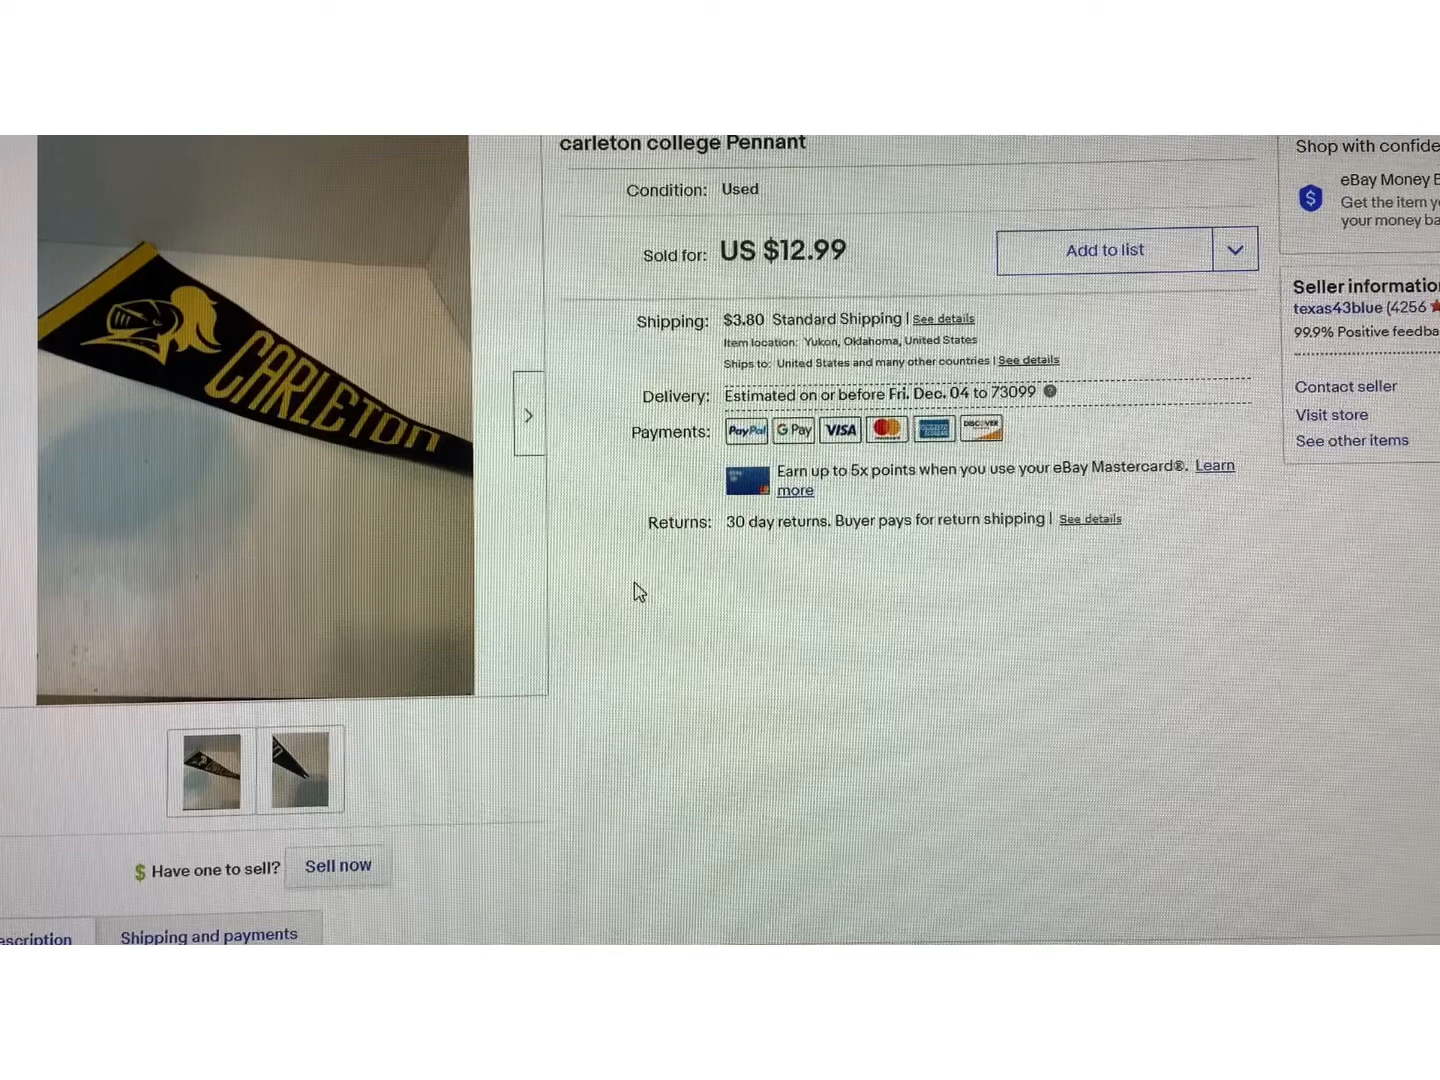 carleton college Pennant
Condition: Used
Sold for: US $12.99
Add to list
Shipping: $3.80 Standard Shipping | See details
Item location: Yukon, Oklahoma, United States
Ships to: United States and many other countries | See details
Delivery: Estimated on or before Fri. Dec. 04 to 73099
Payments: PayPal G Pay VISA DISCOVER
Earn up to 5x points when you use your eBay Mastercard®. Learn
more
Returns: 30 day returns. Buyer pays for return shipping | See details
Shop with confide
eBay Money B
Get the item y
your money ba
Seller informatio
texas43blue (4256
99.9% Positive feedba
Contact seller
Visit store
See other items
CARLETON
$ Have one to sell? Sell now
escription
Shipping and payments